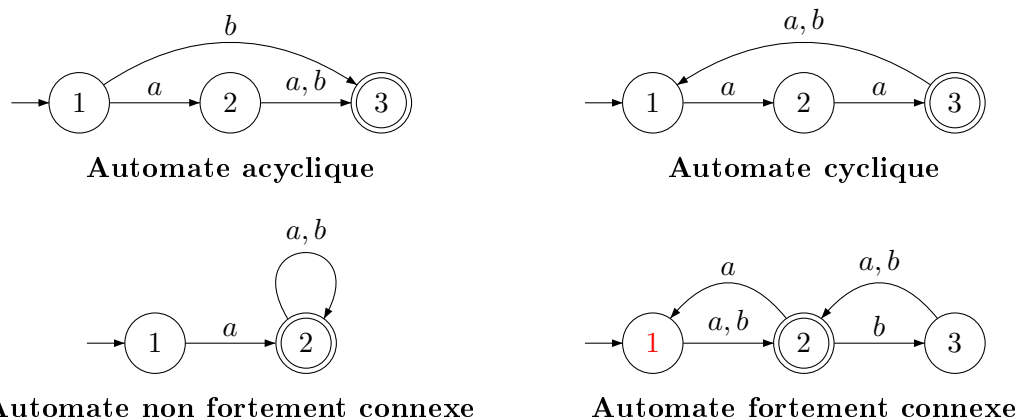 b
1 a 2 a, b 3
Automate acyclique
a, b
1 a 2 a 3
Automate cyclique
a, b
1 a 2
Automate non fortement connexe
a a, b
1 a, b 2 b 3
Automate fortement connexe